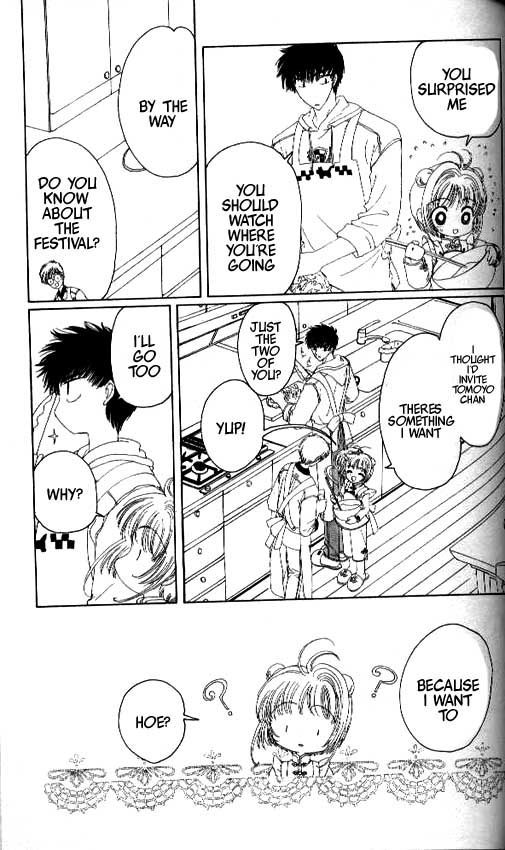 YOU
SURPRISED
ME
YOU
SHOULD
WATCH
WHERE
YOU'RE
GOING
BY THE
WAY
DO YOU
KNOW
ABOUT
THE
FESTIVAL?
I
THOUGHT
I'D
INVITE
TOMOYO
CHAN
THERES
SOMETHING
I WANT
JUST
THE
TWO
OF
YOU?
YUP!
I'LL
GO
TOO
WHY?
BECAUSE
I WANT
TO
?
?
HOE?